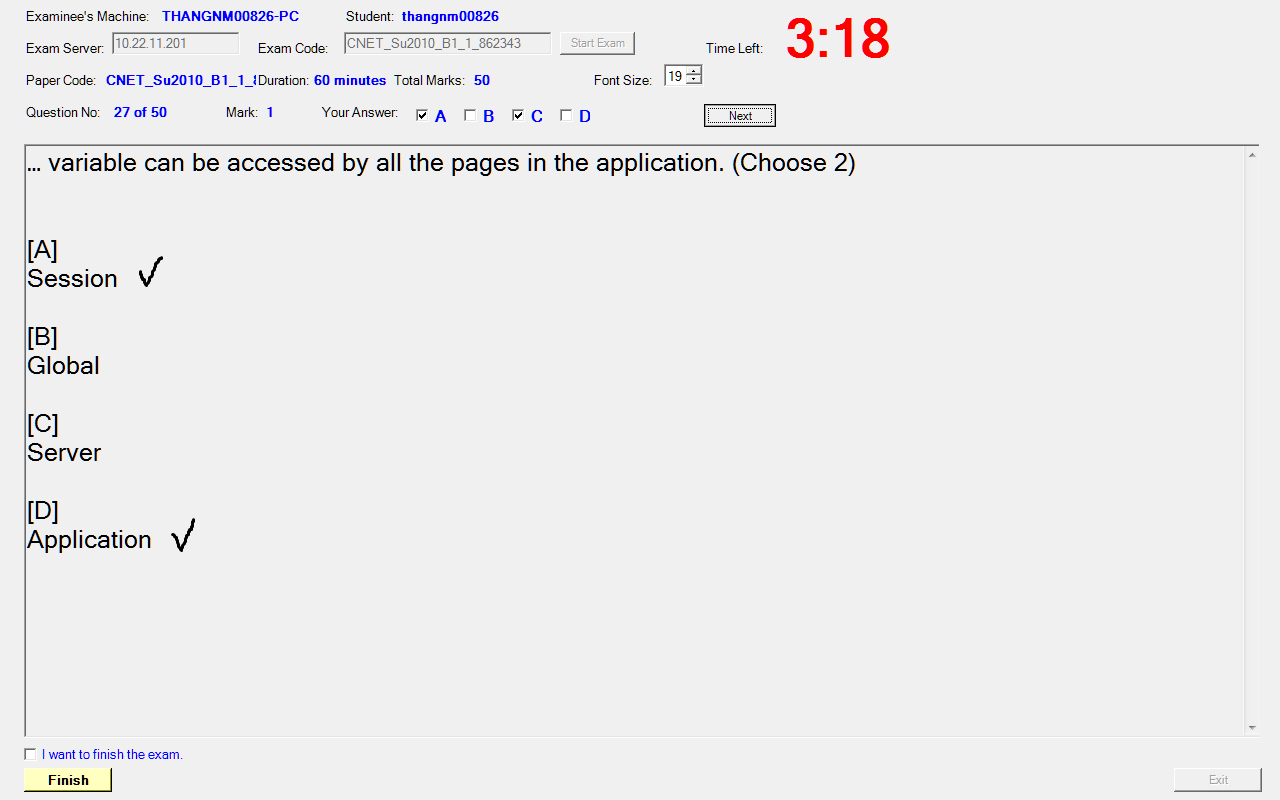 Examinee's Machine: THANGNM00826-PC Student: thangnm00826
Exam Server: 10.22.11.201 Exam Code: CNET_Su2010_B1_1_862343 Start Exam Time Left: 3:18
Paper Code: CNET_Su2010_B1_1_ Duration: 60 minutes Total Marks: 50 Font Size: 19
Question No: 27 of 50 Mark: 1 Your Answer: A B C D Next
... variable can be accessed by all the pages in the application. (Choose 2)
[A]
Session
[B]
Global
[C]
Server
[D]
Application
I want to finish the exam.
Finish Exit